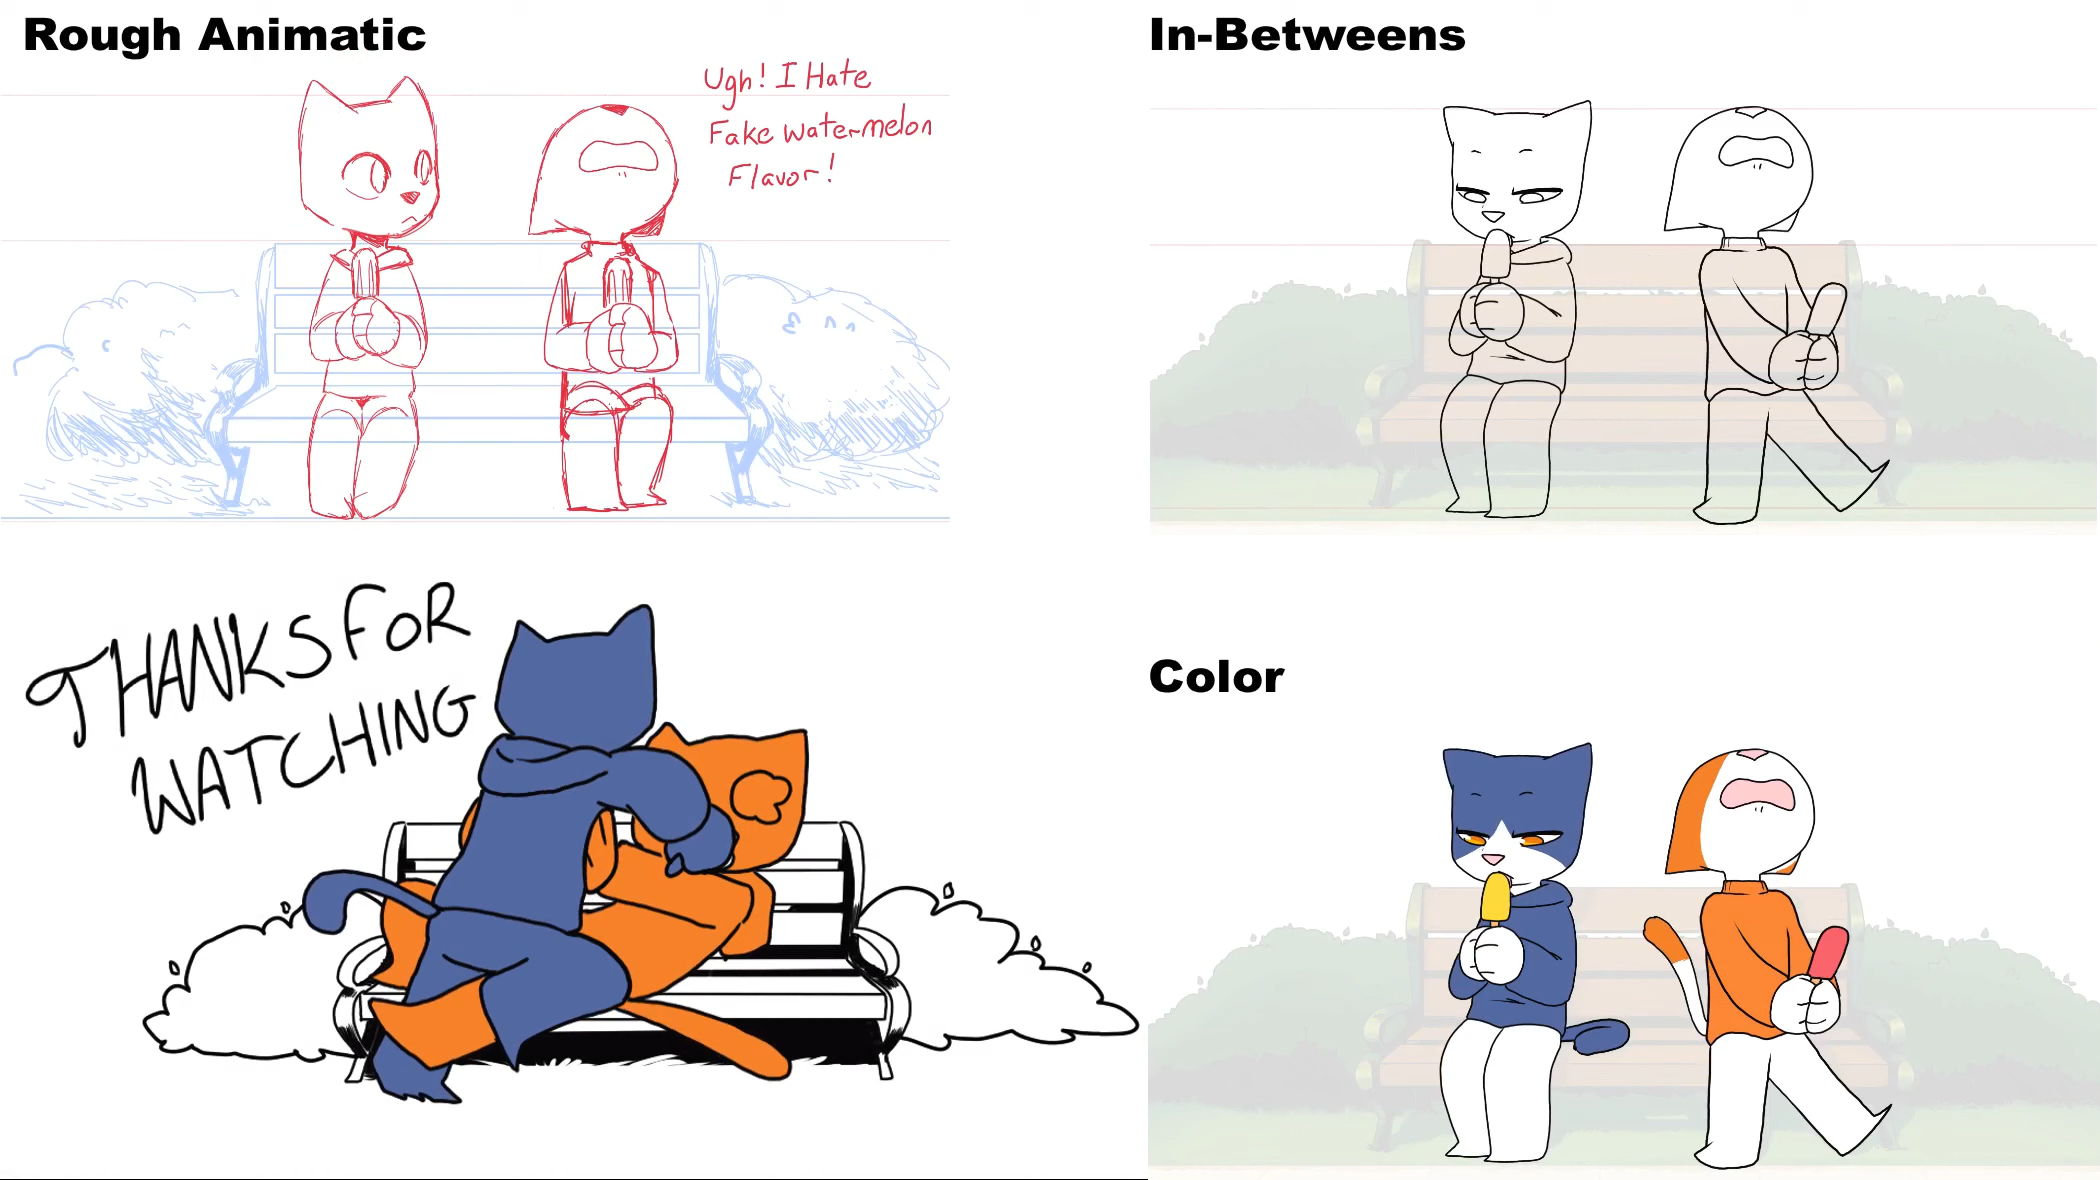 Rough Animatic
Ugh! I Hate
Fake watermelon
Flavor!
In-Betweens
THANKS FOR
WATCHING
Color